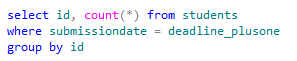 select id, count(*) from students
where submissiondate = deadline_plusone
group by id